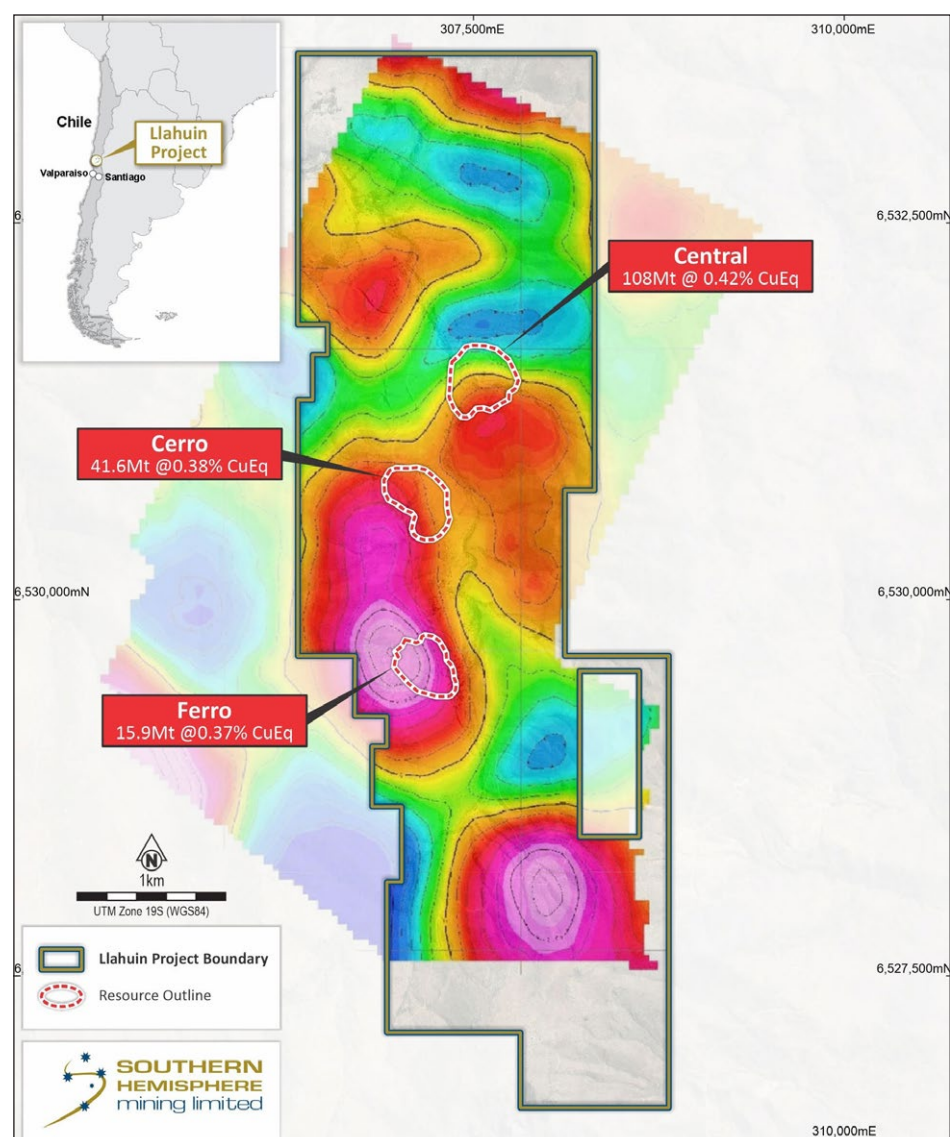 307,500mE
310,000mE
Chile
Llahuin
Project
Valparaiso
Santiago
6,
6,532,500mN
Central
108Mt @ 0.42% CuEq
Cerro
41.6Mt @0.38% CuEq
6,530,000mN
6,530,000mN
Ferro
15.9Mt @0.37% CuEq
N
1km
UTM Zone 19S (WGS84)
Llahuin Project Boundary
Resource Outline
6,
6,527,500mN
SOUTHERN
HEMISPHERE
mining limited
310,000mE